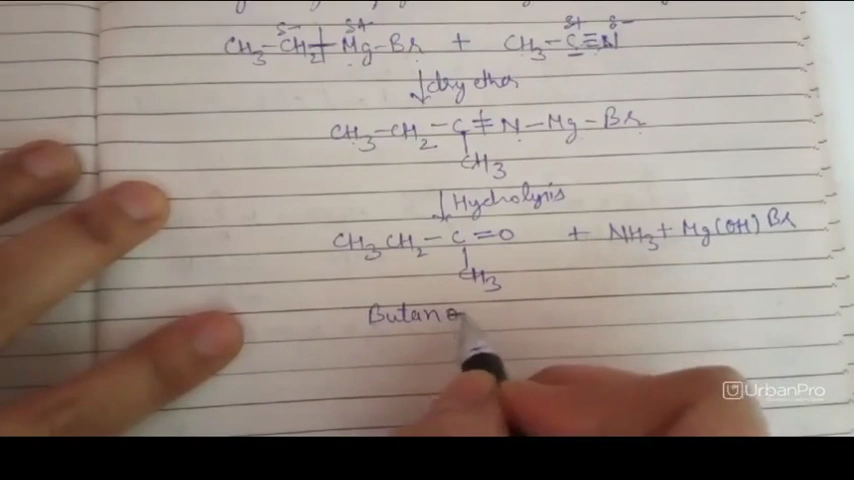 δ- δ+ δ+ δ-
CH3-CH2-Mg-Br + CH3-C≡N
↓dry ether
CH3-CH2-C=N-Mg-Br
CH3
↓Hydrolysis
CH3CH2-C=O + NH3+Mg(OH)Br
CH3
Butano
UrbanPro